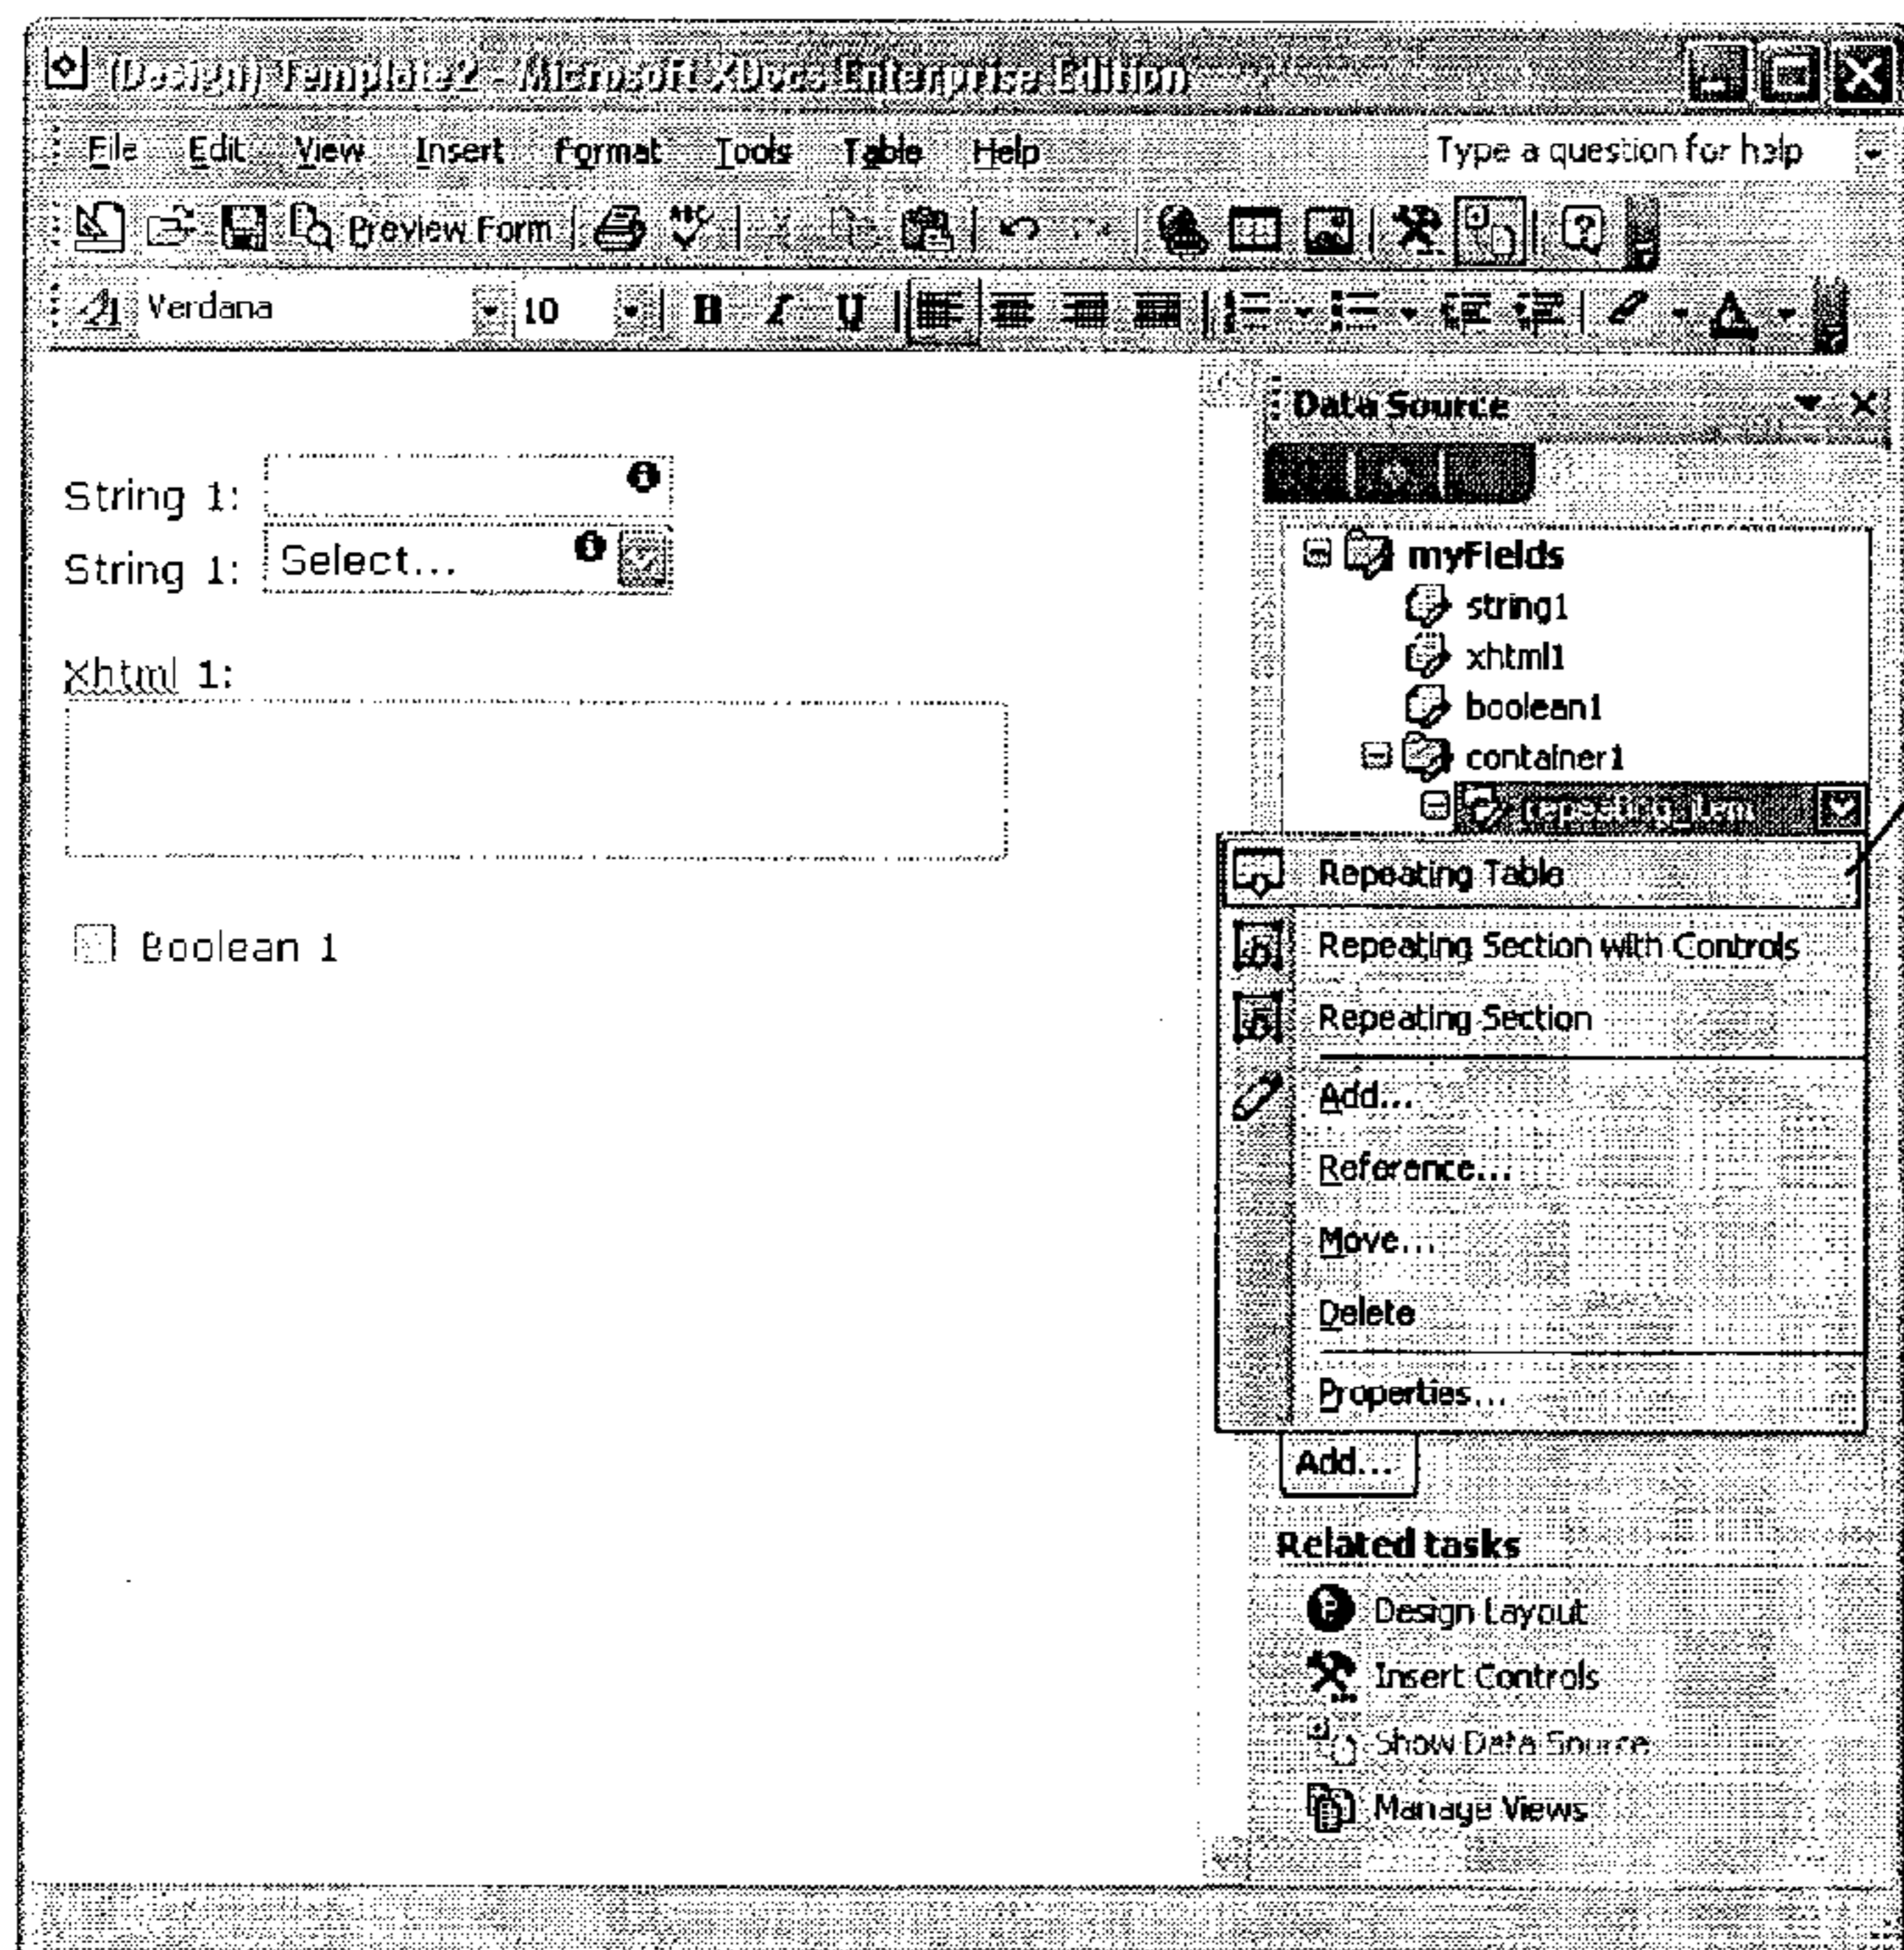 (Design) Template2 - Microsoft XDocs Enterprise Edition
File Edit View Insert Format Tools Table Help Type a question for help
Preview Form ABC
Verdana 10 B I U A
Data Source
String 1:
String 1: Select...
Xhtml 1:
Boolean 1
myFields
string1
xhtml1
boolean1
container1
repeating_item
Repeating Table
Repeating Section with Controls
Repeating Section
Add...
Reference...
Move...
Delete
Properties...
Add...
Related tasks
Design Layout
Insert Controls
Show Data Source
Manage Views